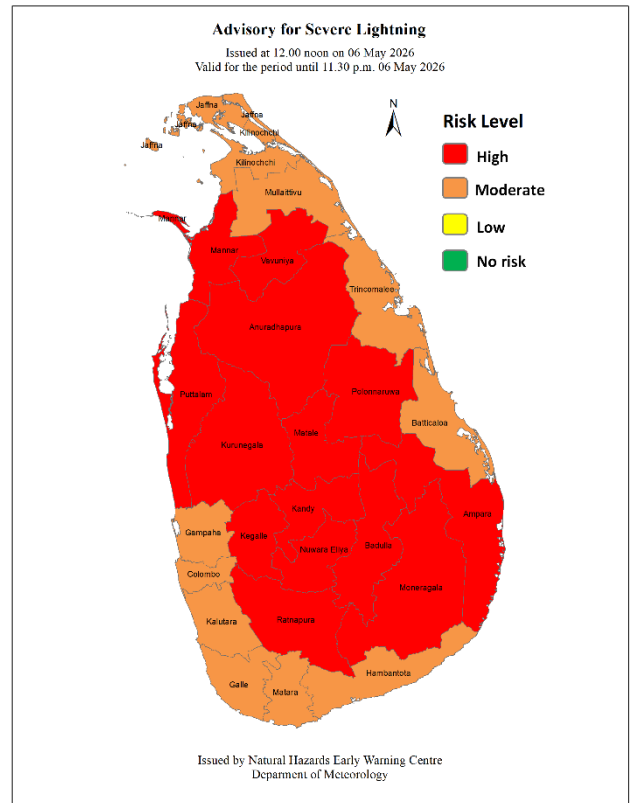 Advisory for Severe Lightning
Issued at 12.00 noon on 06 May 2026
Valid for the period until 11.30 p.m. 06 May 2026
N
Risk Level
High
Moderate
Low
No risk
Jaffna
Jaffna
Jaffna
Kilinochchi
Jaffna
Kilinochchi
Mullaittivu
Mannar
Mannar
Vavuniya
Trincomalee
Anuradhapura
Puttalam
Polonnaruwa
Batticaloa
Matale
Kurunegala
Kandy
Ampara
Gampaha
Kegalle
Nuwara Eliya
Badulla
Colombo
Moneragala
Kalutara
Ratnapura
Hambantota
Galle
Matara
Issued by Natural Hazards Early Warning Centre
Deparment of Meteorology